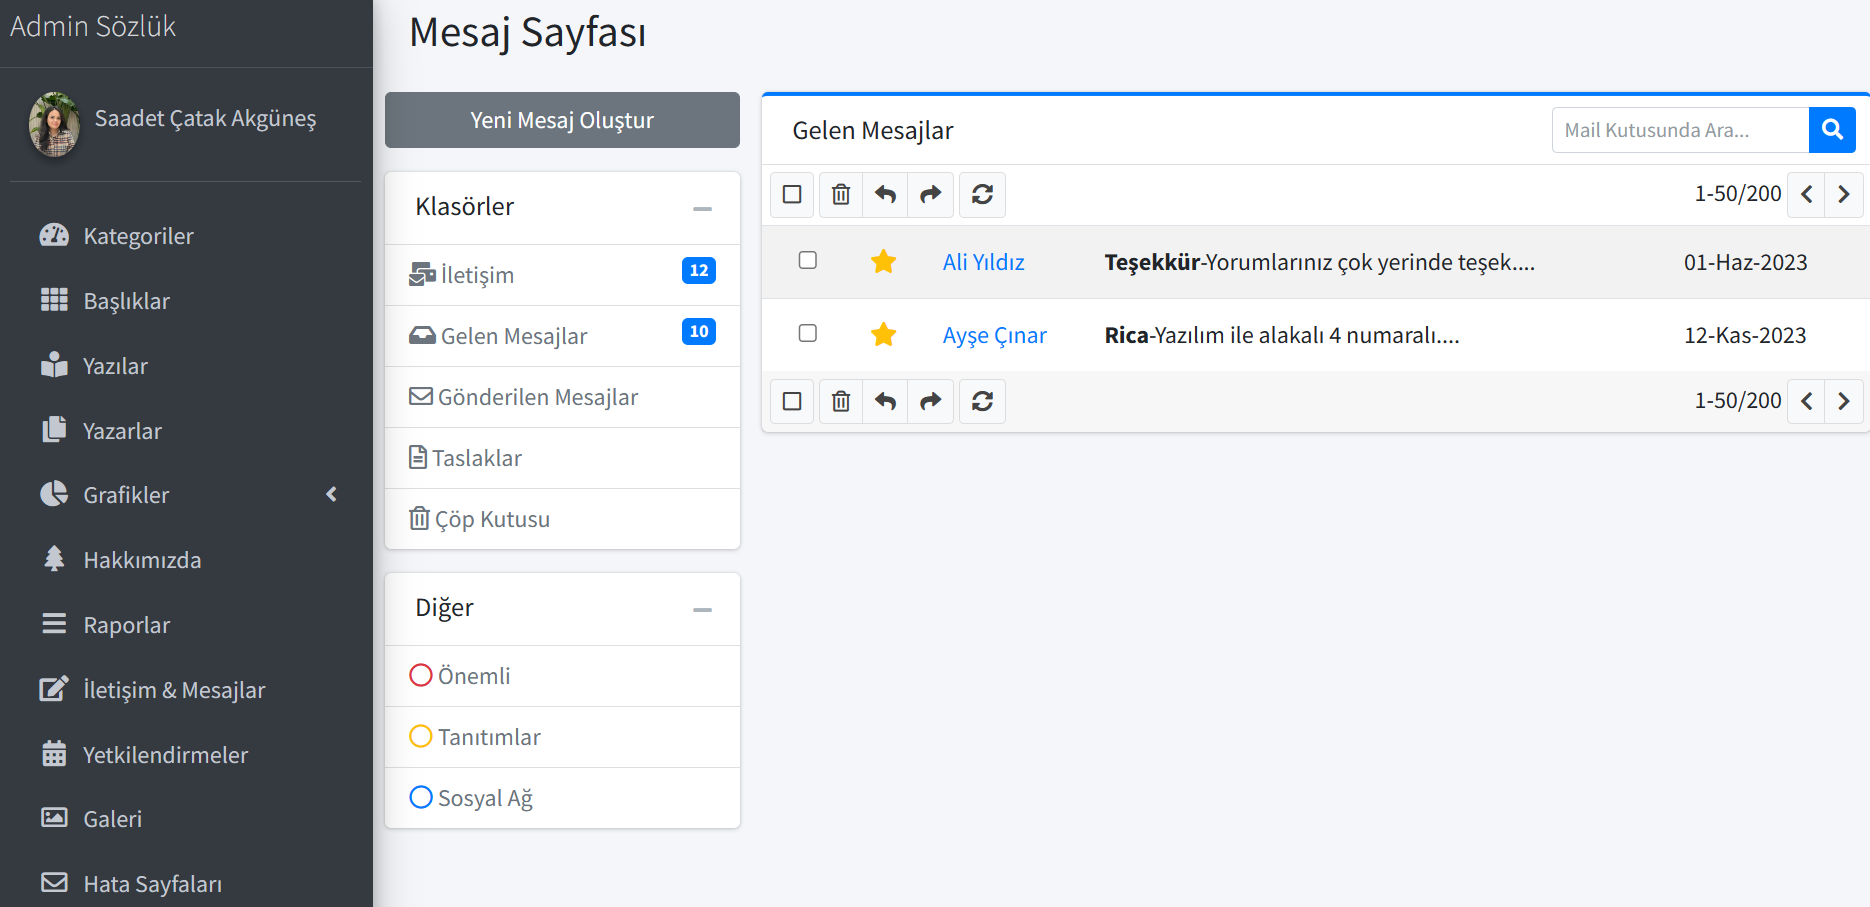 Admin Sözlük
Saadet Çatak Akgüneş
Kategoriler
Başlıklar
Yazılar
Yazarlar
Grafikler
Hakkımızda
Raporlar
İletişim & Mesajlar
Yetkilendirmeler
Galeri
Hata Sayfaları
Mesaj Sayfası
Yeni Mesaj Oluştur
Klasörler
İletişim 12
Gelen Mesajlar 10
Gönderilen Mesajlar
Taslaklar
Çöp Kutusu
Diğer
Önemli
Tanıtımlar
Sosyal Ağ
Gelen Mesajlar
Mail Kutusunda Ara...
1-50/200
Ali Yıldız Teşekkür-Yorumlarınız çok yerinde teşek.... 01-Haz-2023
Ayşe Çınar Rica-Yazılım ile alakalı 4 numaralı.... 12-Kas-2023
1-50/200